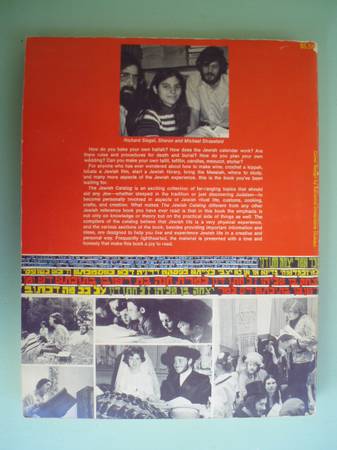 $5.95
Richard Siegel, Sharon and Michael Strassfeld
How do you bake your own hallah? How does the Jewish calendar work? Are
there rules and procedures for death and burial? How do you plan your own
wedding? Can you make your own tallit, tefillin, candles, mezuzot, kippot?
For anyone who has ever wondered about how to make wine, crochet a kippah,
locate a Jewish film, start a Jewish library, bring the Messiah, where to study,
and many more aspects of the Jewish experience, this is the book you've been
waiting for.
The Jewish Catalog is an exciting collection of far-ranging topics that should
aid any Jew—whether steeped in the tradition or just discovering Judaism—to
become personally involved in aspects of Jewish ritual life, customs, cooking,
crafts, and creation. What makes The Jewish Catalog different from any other
Jewish reference book you have ever read is that in this book the emphasis is
not only on knowledge or theory but on the practical side of things as well. The
compilers of the catalog believe that Jewish life is a very physical experience
and the various sections of the book, besides providing important information and
ideas, are designed to help you live and experience Jewish life in a creative and
personal way. Frequently lighthearted, the material is presented with a tone and
honesty that make this book a joy to read.